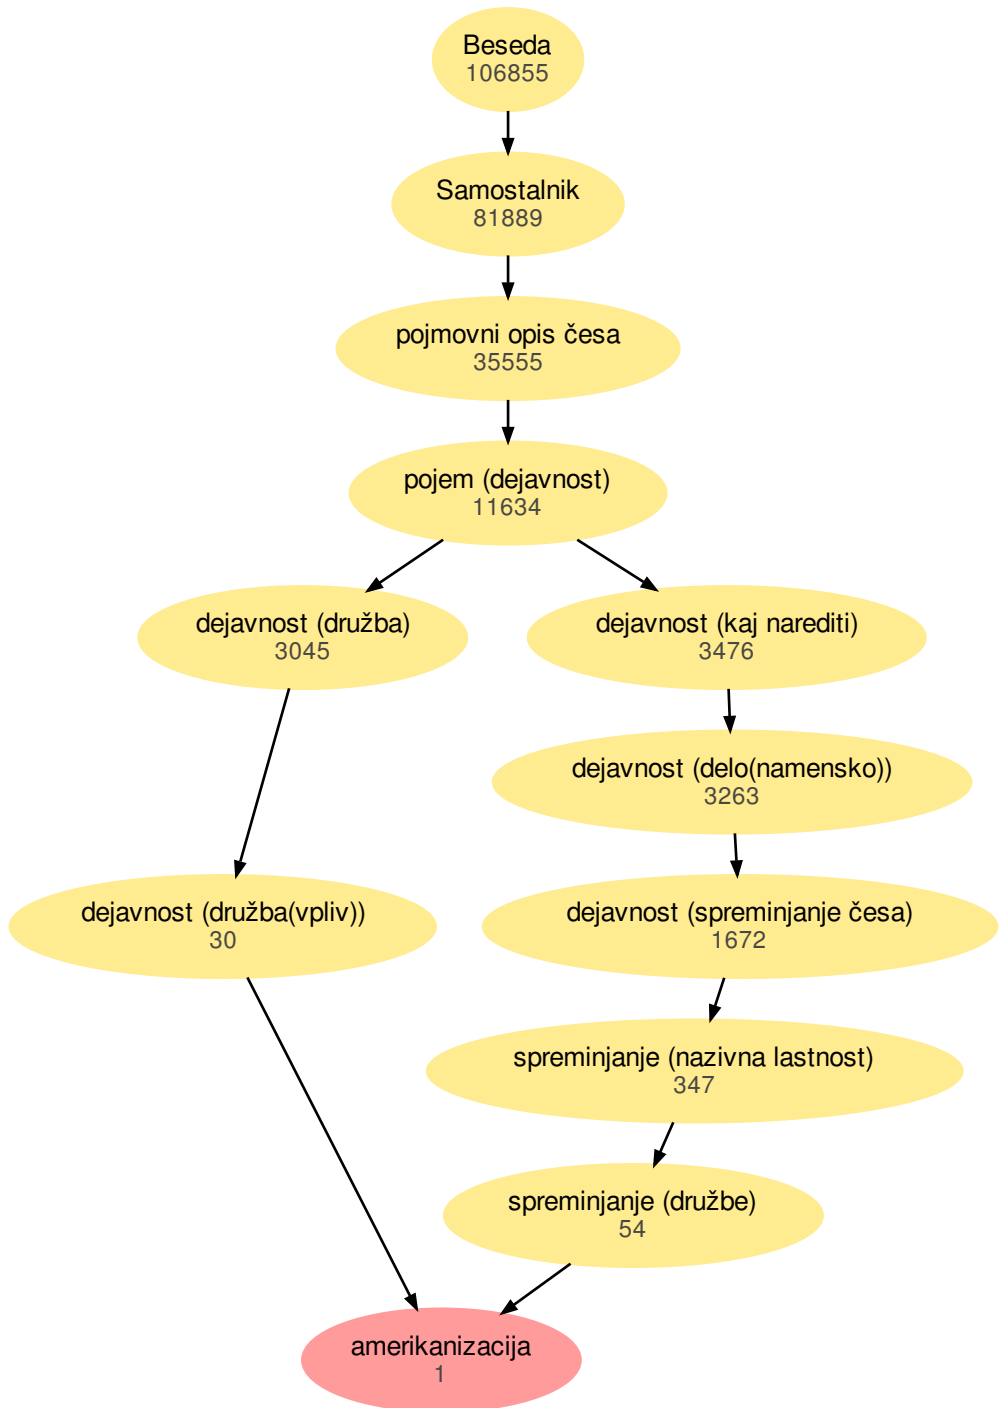 Beseda
106855
Samostalnik
81889
pojmovni opis česa
35555
pojem (dejavnost)
11634
dejavnost (družba)
3045
dejavnost (kaj narediti)
3476
dejavnost (delo(namensko))
3263
dejavnost (družba(vpliv))
30
dejavnost (spreminjanje česa)
1672
spreminjanje (nazivna lastnost)
347
spreminjanje (družbe)
54
amerikanizacija
1